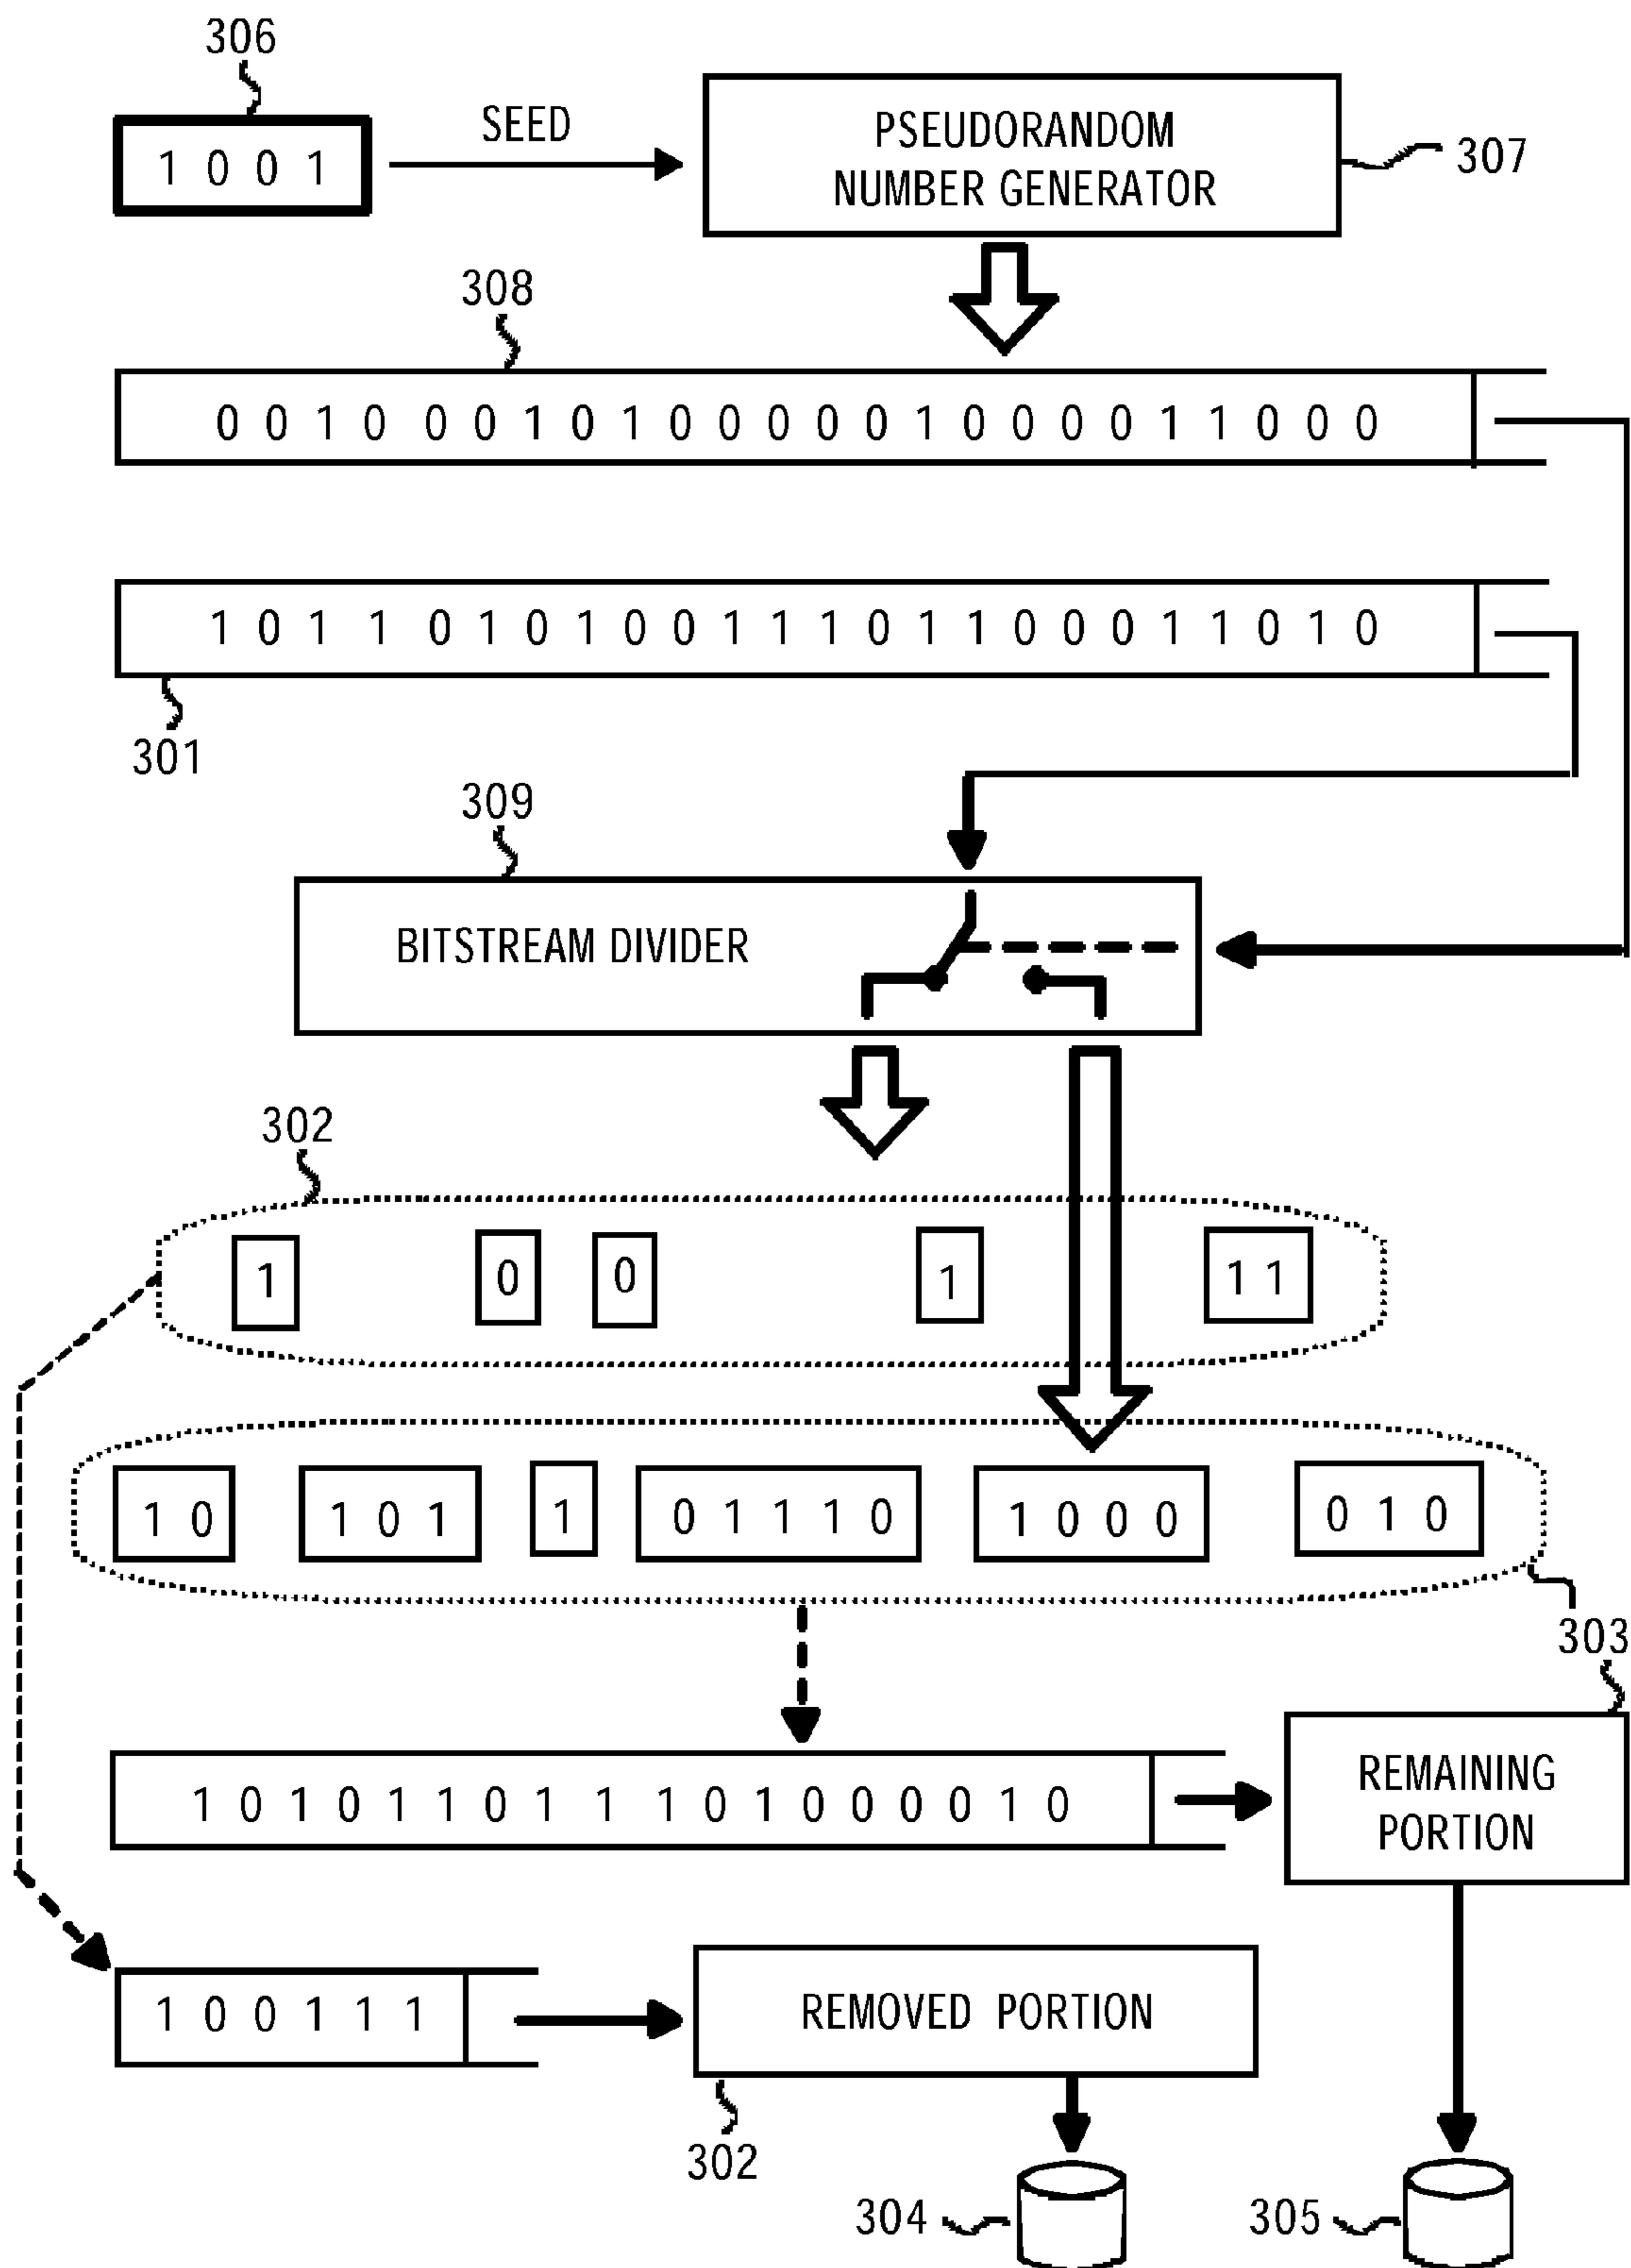 306
1 0 0 1
SEED
PSEUDORANDOM
NUMBER GENERATOR
307
308
0 0 1 0 0 0 1 0 1 0 0 0 0 0 1 0 0 0 0 1 1 0 0 0
1 0 1 1 0 1 0 1 0 0 1 1 1 0 1 1 0 0 0 1 1 0 1 0
301
309
BITSTREAM DIVIDER
302
1 0 0 1 1 1
1 0 1 0 1 1 0 1 1 1 0 1 0 0 0 0 1 0
303
1 0 1 0 1 1 0 1 1 1 0 1 0 0 0 0 1 0
REMAINING
PORTION
1 0 0 1 1 1
REMOVED PORTION
302
304
305